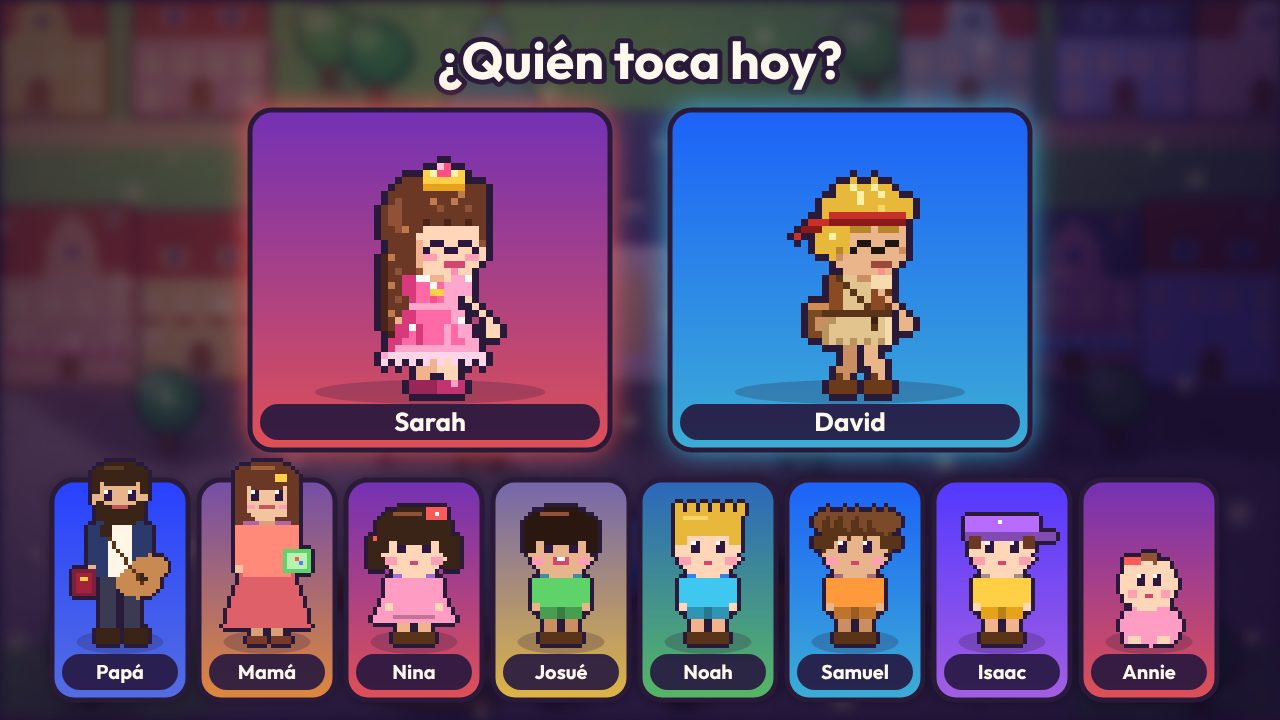 ¿Quién toca hoy?
Sarah
David
Papá
Mamá
Nina
Josué
Noah
Samuel
Isaac
Annie